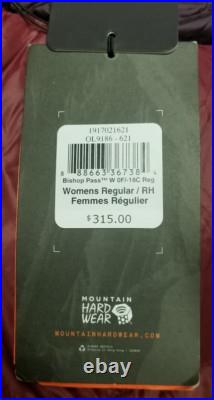 1917021621
OL9186 - 621
8 88663 36738 4
Bishop Pass™ W 0F/-18C Reg
Womens Regular / RH
Femmes Régulier
$315.00
MOUNTAIN
HARD
WEAR
MOUNTAINHARDWEAR.COM